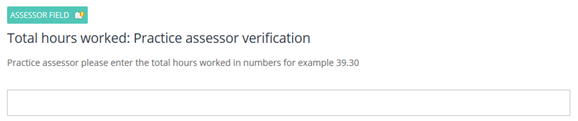 ASSESSOR FIELD
Total hours worked: Practice assessor verification
Practice assessor please enter the total hours worked in numbers for example 39.30